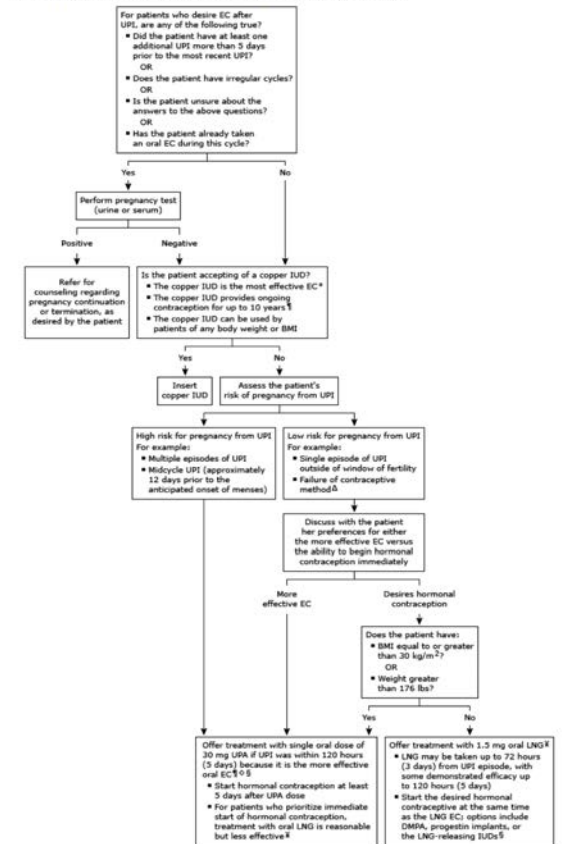 For patients who desire EC after
UPI, are any of the following true?
▪ Did the patient have at least one
additional UPI more than 5 days
prior to the most recent UPI?
OR
▪ Does the patient have irregular cycles?
OR
▪ Is the patient unsure about the
answers to the above questions?
OR
▪ Has the patient already taken
an oral EC during this cycle?
Yes
No
Perform pregnancy test
(urine or serum)
Positive
Negative
Refer for
counseling regarding
pregnancy continuation
or termination, as
desired by the patient
Is the patient accepting of a copper IUD?
▪ The copper IUD is the most effective EC*
▪ The copper IUD provides ongoing
contraception for up to 10 years¶
▪ The copper IUD can be used by
patients of any body weight or BMI
Yes
No
Insert
copper IUD
Assess the patient's
risk of pregnancy from UPI
High risk for pregnancy from UPI
For example:
▪ Multiple episodes of UPI
▪ Midcycle UPI (approximately
12 days prior to the
anticipated onset of menses)
Low risk for pregnancy from UPI
For example:
▪ Single episode of UPI
outside of window of fertility
▪ Failure of contraceptive
methodΔ
Discuss with the patient
her preferences for either
the more effective EC versus
the ability to begin hormonal
contraception immediately
More
effective EC
Desires hormonal
contraception
Does the patient have:
▪ BMI equal to or greater
than 30 kg/m²?
OR
▪ Weight greater
than 176 lbs?
Yes
No
Offer treatment with single oral dose of
30 mg UPA if UPI was within 120 hours
(5 days) because it is the more effective
oral EC¶◊§
▪ Start hormonal contraception at least
5 days after UPA dose
▪ For patients who prioritize immediate
start of hormonal contraception,
treatment with oral LNG is reasonable
but less effective¥
Offer treatment with 1.5 mg oral LNG¥
▪ LNG may be taken up to 72 hours
(3 days) from UPI episode, with
some demonstrated efficacy up
to 120 hours (5 days)
▪ Start the desired hormonal
contraceptive at the same time
as the LNG EC; options include
DMPA, progestin implants, or
the LNG-releasing IUDs§